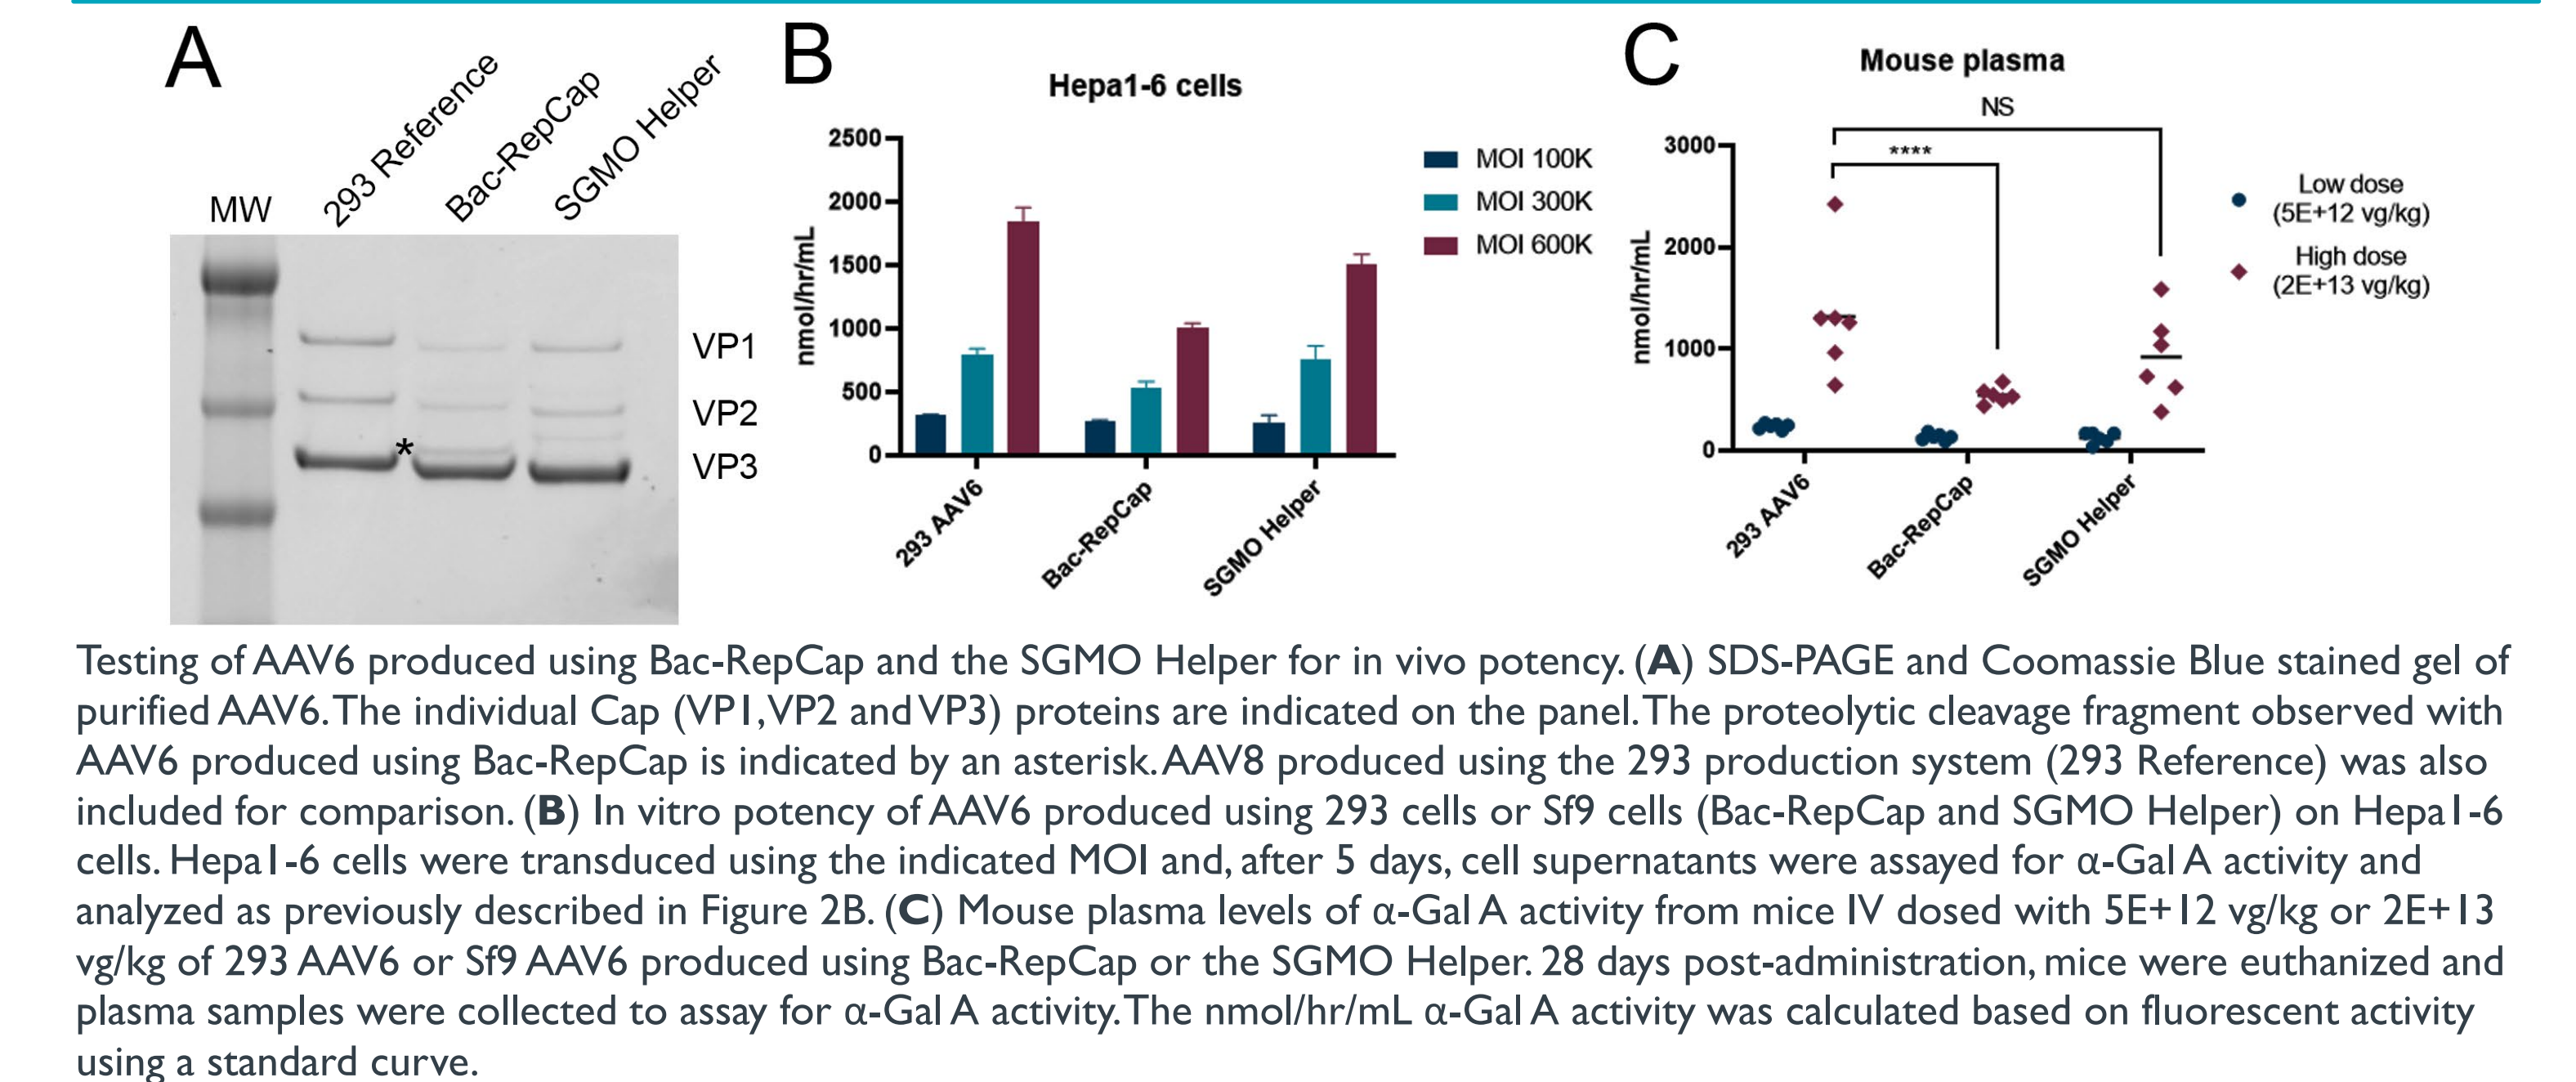 A
MW
293 Reference
Bac-RepCap
SGMO Helper
VP1
VP2
*
VP3
B
Hepa1-6 cells
nmol/hr/mL
2500
2000
1500
1000
500
0
293 AAV6
Bac-RepCap
SGMO Helper
MOI 100K
MOI 300K
MOI 600K
C
Mouse plasma
NS
****
nmol/hr/mL
3000
2000
1000
0
293 AAV6
Bac-RepCap
SGMO Helper
Low dose
(5E+12 vg/kg)
High dose
(2E+13 vg/kg)
Testing of AAV6 produced using Bac-RepCap and the SGMO Helper for in vivo potency. (A) SDS-PAGE and Coomassie Blue stained gel of
purified AAV6. The individual Cap (VP1, VP2 and VP3) proteins are indicated on the panel. The proteolytic cleavage fragment observed with
AAV6 produced using Bac-RepCap is indicated by an asterisk. AAV8 produced using the 293 production system (293 Reference) was also
included for comparison. (B) In vitro potency of AAV6 produced using 293 cells or Sf9 cells (Bac-RepCap and SGMO Helper) on Hepa1-6
cells. Hepa1-6 cells were transduced using the indicated MOI and, after 5 days, cell supernatants were assayed for α-Gal A activity and
analyzed as previously described in Figure 2B. (C) Mouse plasma levels of α-Gal A activity from mice IV dosed with 5E+12 vg/kg or 2E+13
vg/kg of 293 AAV6 or Sf9 AAV6 produced using Bac-RepCap or the SGMO Helper. 28 days post-administration, mice were euthanized and
plasma samples were collected to assay for α-Gal A activity. The nmol/hr/mL α-Gal A activity was calculated based on fluorescent activity
using a standard curve.